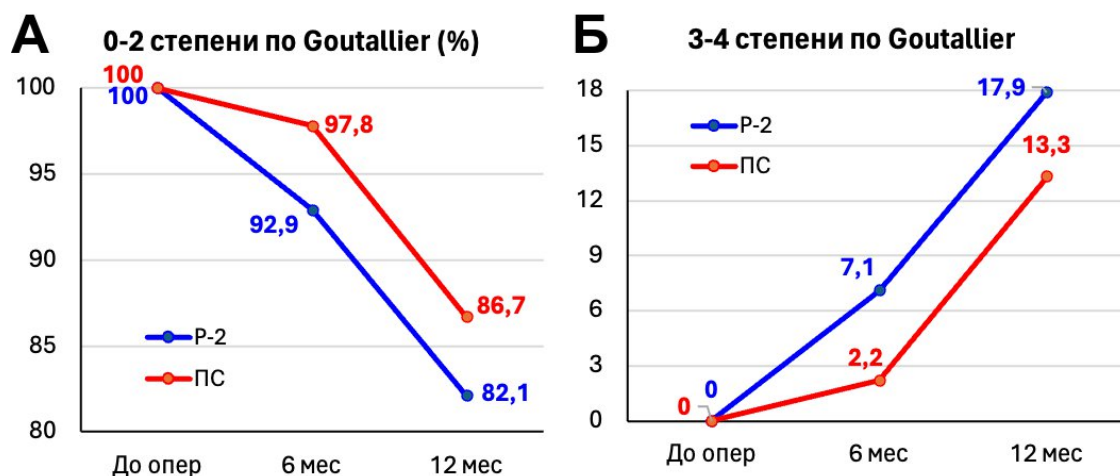 А
0-2 степени по Goutallier (%)
100
95
90
85
80
100
100
97,8
92,9
86,7
82,1
Р-2
ПС
До опер
6 мес
12 мес
Б
3-4 степени по Goutallier
18
15
12
9
6
3
0
17,9
13,3
7,1
2,2
0
0
Р-2
ПС
До опер
6 мес
12 мес